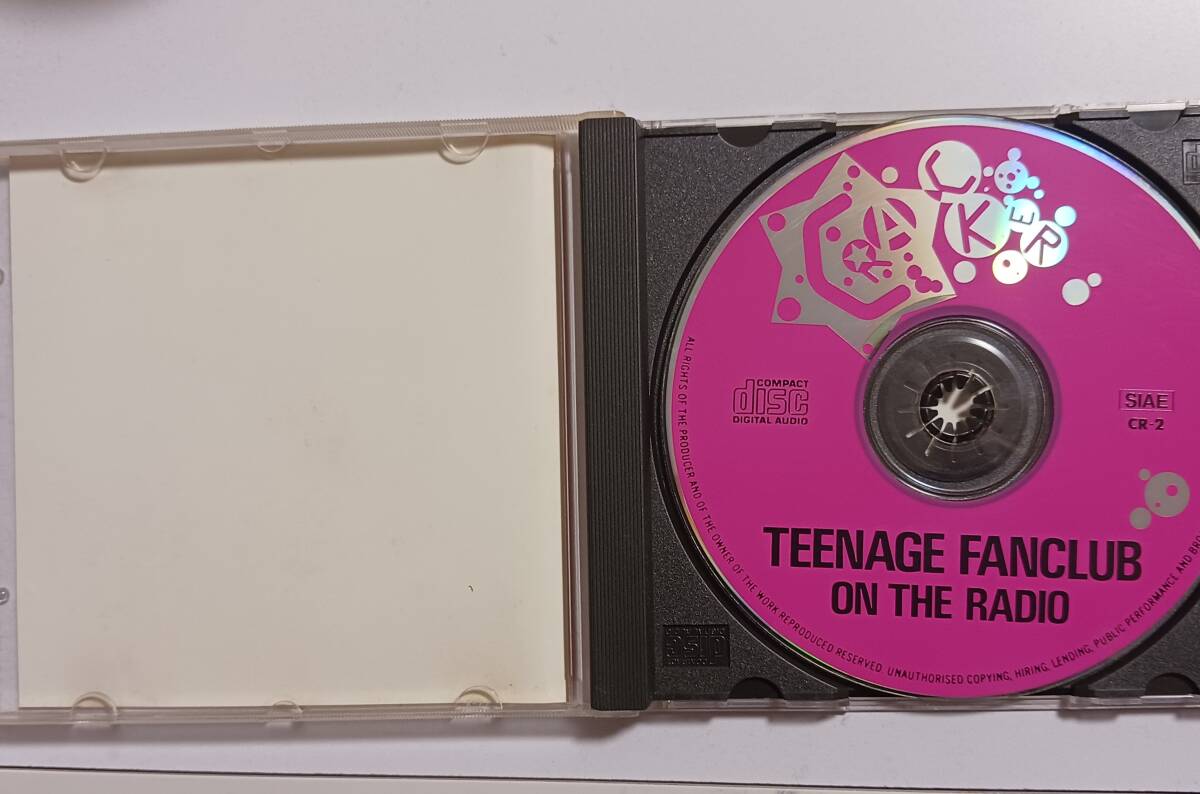 CRACKER
COMPACT
disc
DIGITAL AUDIO
SIAE
CR-2
TEENAGE FANCLUB
ON THE RADIO
ALL RIGHTS OF THE PRODUCER AND OF THE OWNER OF THE WORK REPRODUCED RESERVED. UNAUTHORISED COPYING, HIRING, LENDING, PUBLIC PERFORMANCE AND